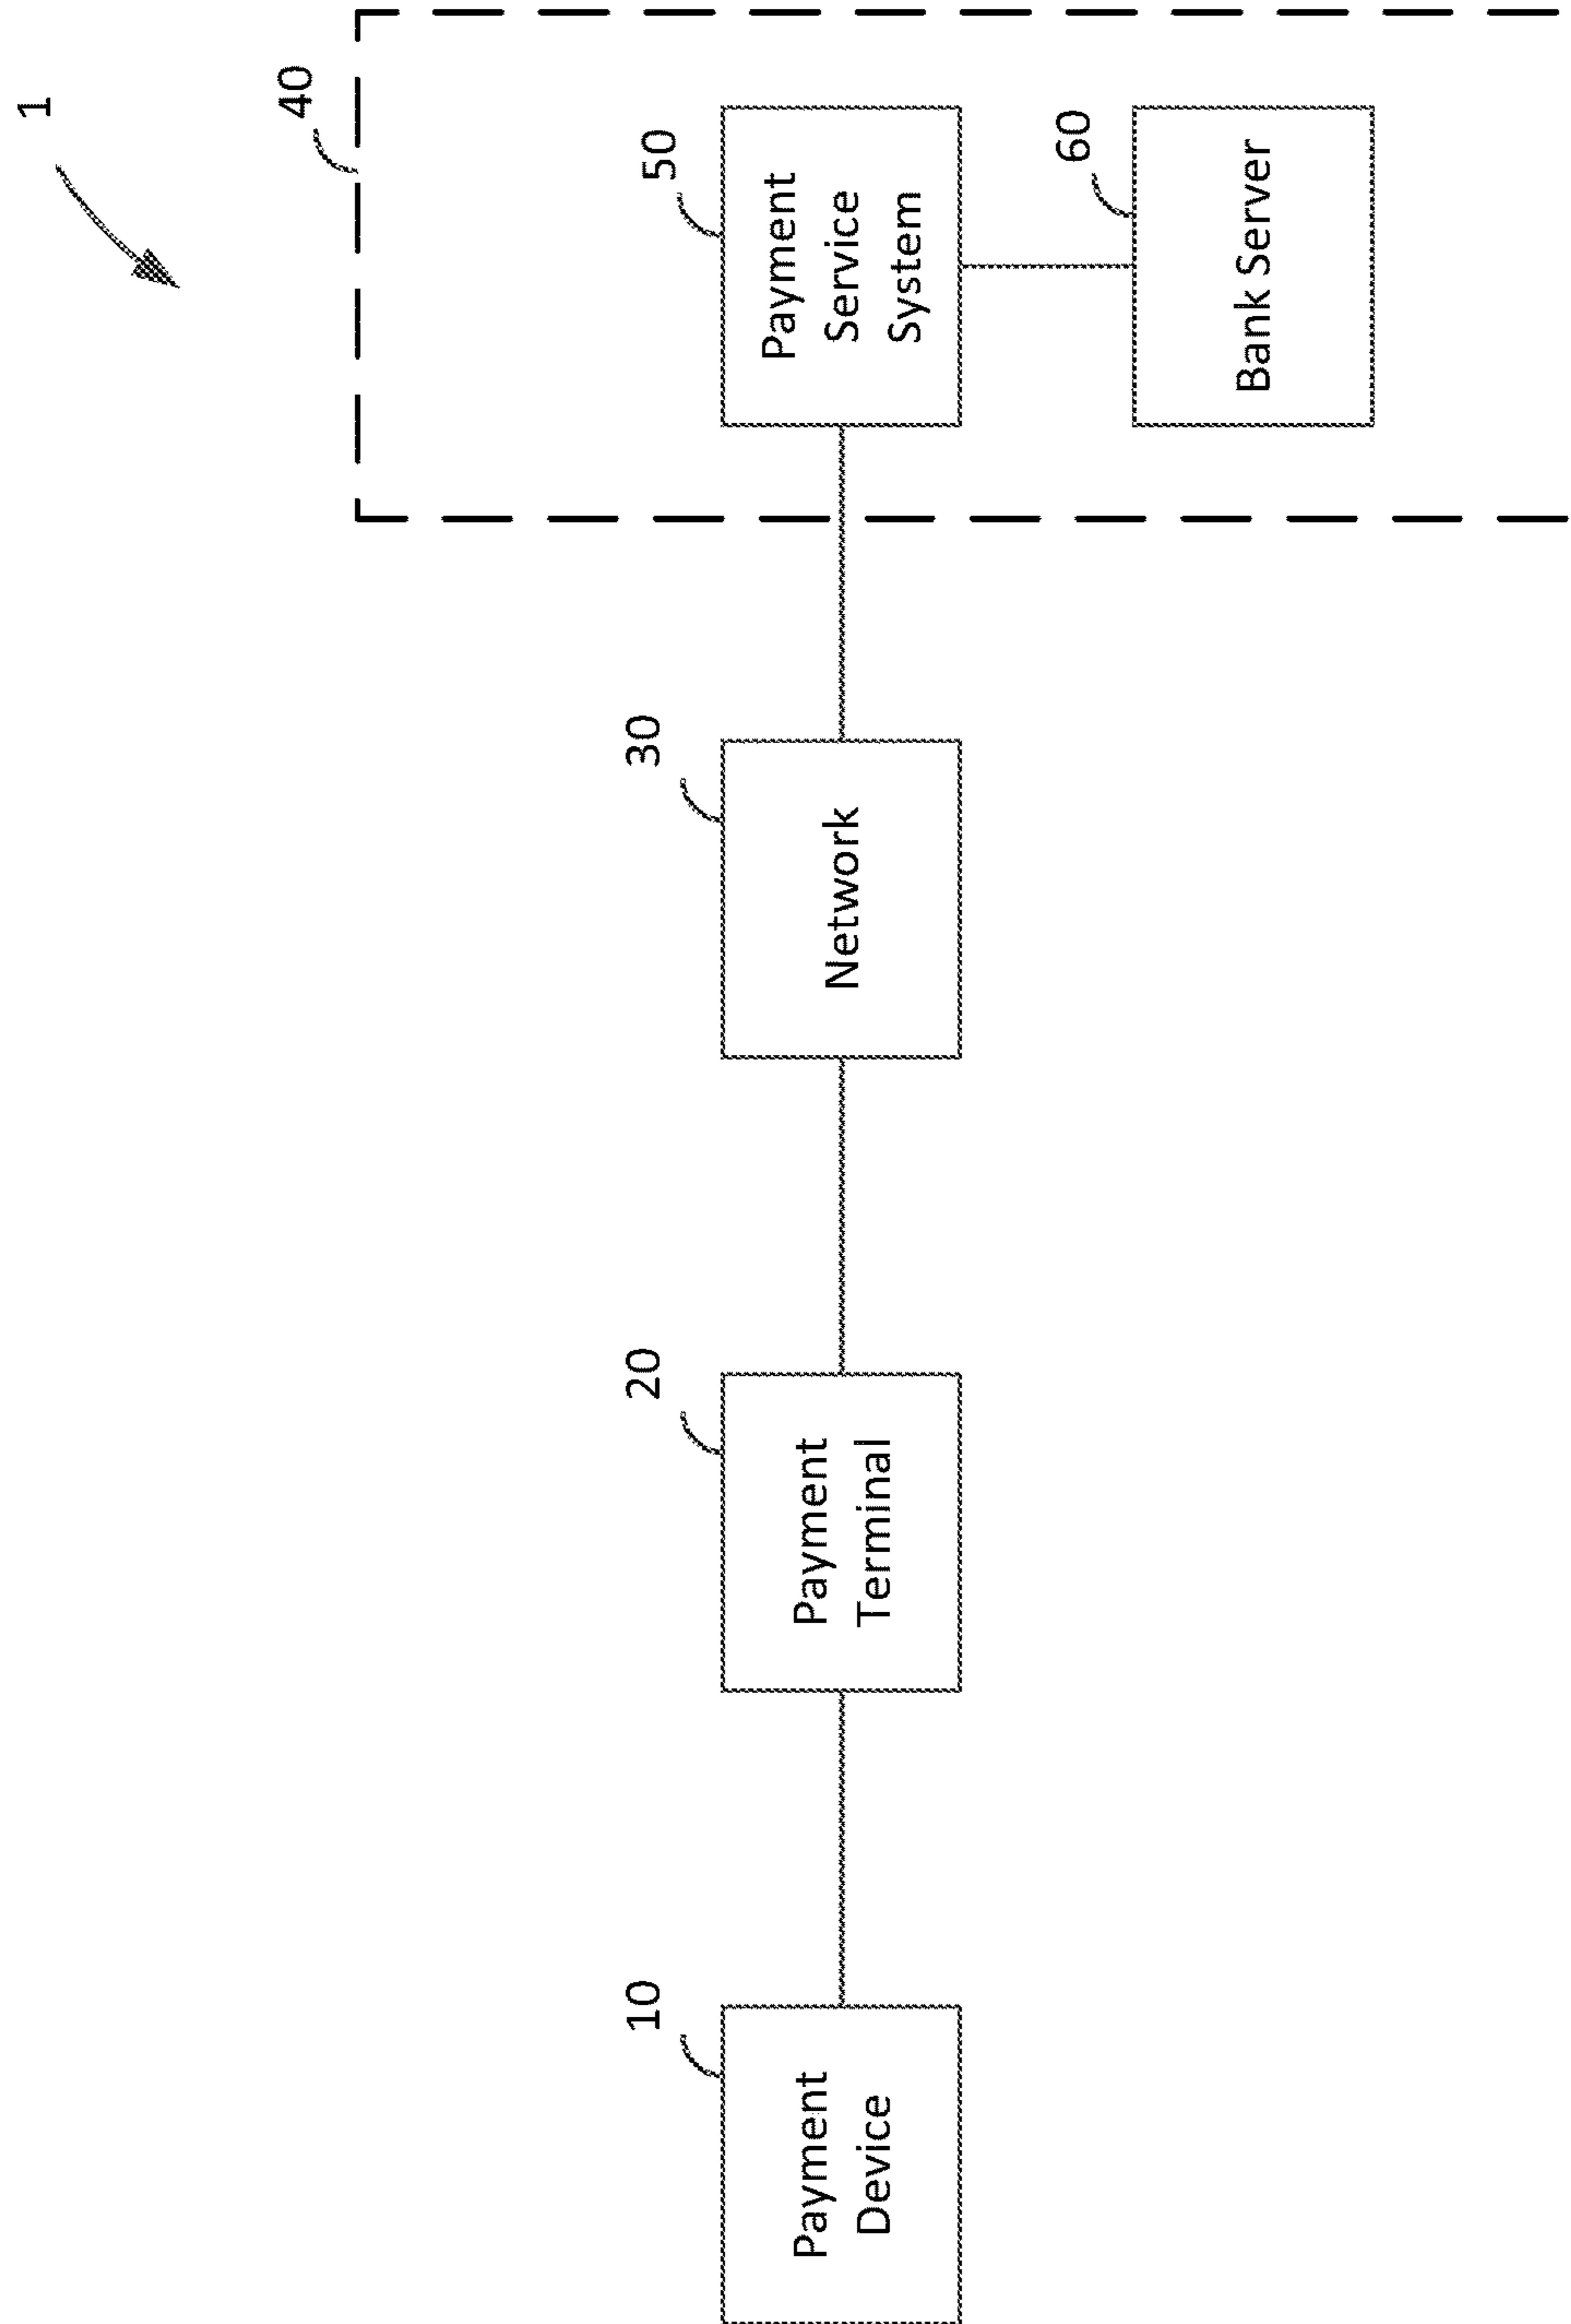 1
40
10
Payment
Device
20
Payment
Terminal
30
Network
50
Payment
Service
System
60
Bank Server